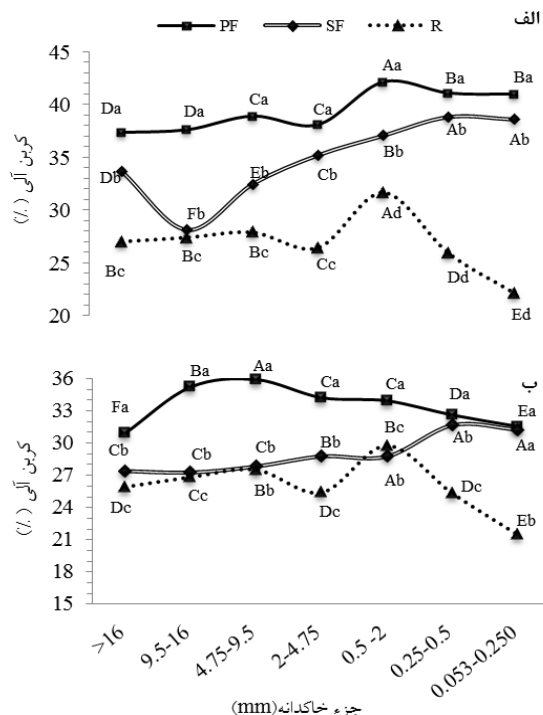 PF SF R
الف
45
40
35
30
25
20
کربن آلی (٪)
Da Da Ca Ca Aa Ba Ba
Db Fb Eb Cb Bb Ab Ab
Bc Bc Bc Cc Ad Dd Ed
ب
36
33
30
27
24
21
18
15
کربن آلی (٪)
Fa Ba Aa Ca Ca Da Ea
Cb Cb Cb Bb Bc Ab Aa
Dc Cc Bb Dc Ab Dc Eb
>16 9.5-16 4.75-9.5 2-4.75 0.5-2 0.25-0.5 0.053-0.250
جزء خاکدانه(mm)